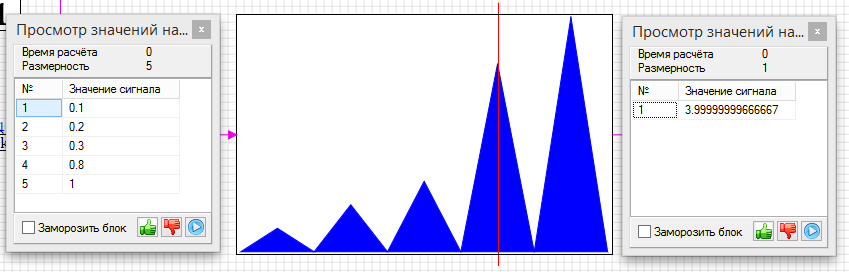 Просмотр значений на... x
Время расчёта 0
Размерность 5
№ Значение сигнала
1 0.1
2 0.2
3 0.3
4 0.8
5 1
Заморозить блок
Просмотр значений на... x
Время расчёта 0
Размерность 1
№ Значение сигнала
1 3.99999999666667
Заморозить блок